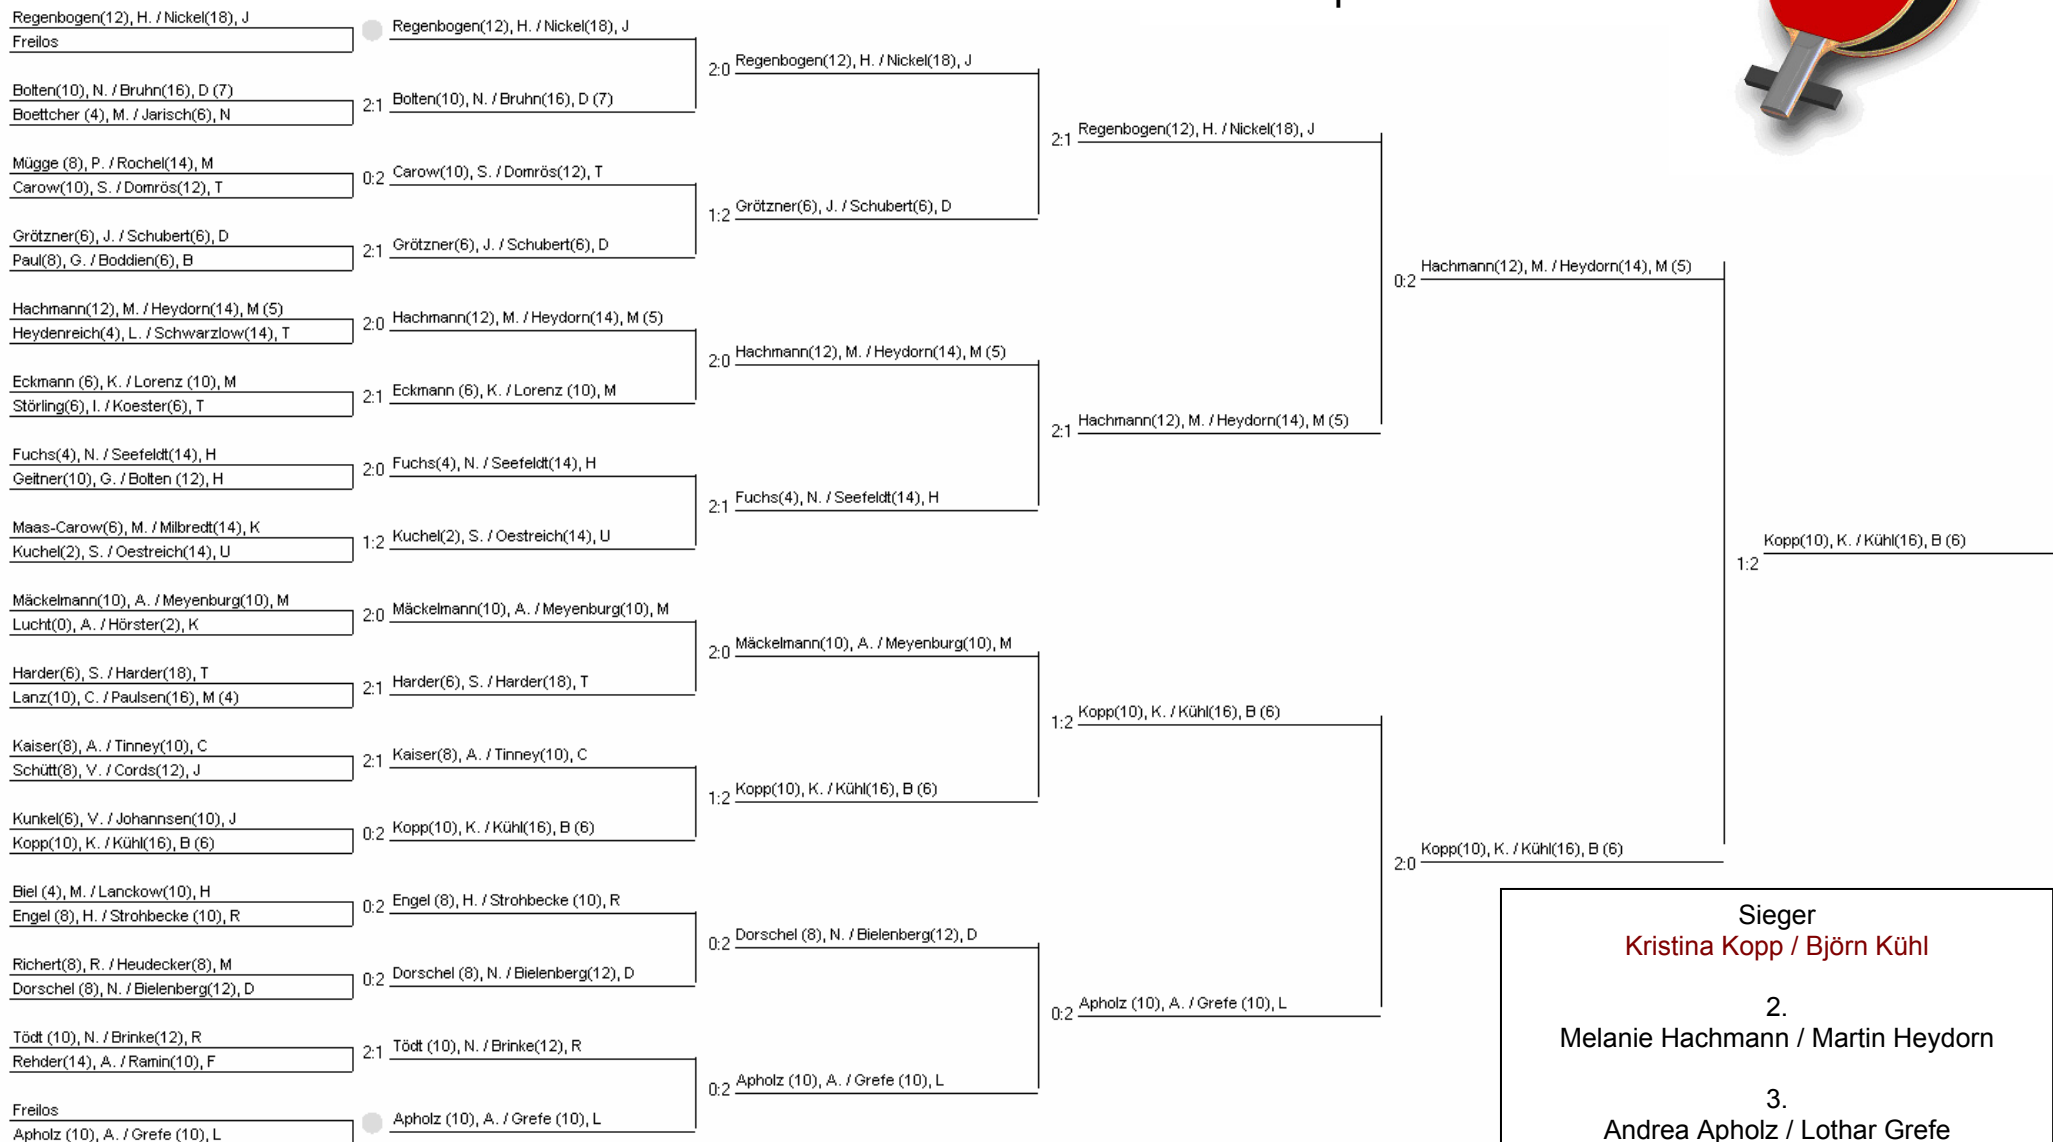 Regenbogen(12), H. / Nickel(18), J
Freilos
Bolten(10), N. / Bruhn(16), D (7)
Boettcher (4), M. / Jarisch(6), N
Mügge (8), P. / Rochel(14), M
Carow(10), S. / Domrös(12), T
Grötzner(6), J. / Schubert(6), D
Paul(8), G. / Boddien(6), B
Hachmann(12), M. / Heydorn(14), M (5)
Heydenreich(4), L. / Schwarzlow(14), T
Eckmann (6), K. / Lorenz (10), M
Störling(6), I. / Koester(6), T
Fuchs(4), N. / Seefeldt(14), H
Geitner(10), G. / Bolten (12), H
Maas-Carow(6), M. / Milbredt(14), K
Kuchel(2), S. / Oestreich(14), U
Mäckelmann(10), A. / Meyenburg(10), M
Lucht(0), A. / Hörster(2), K
Harder(6), S. / Harder(18), T
Lanz(10), C. / Paulsen(16), M (4)
Kaiser(8), A. / Tinney(10), C
Schütt(8), V. / Cords(12), J
Kunkel(6), V. / Johannsen(10), J
Kopp(10), K. / Kühl(16), B (6)
Biel (4), M. / Lanckow(10), H
Engel (8), H. / Strohbecke (10), R
Richert(8), R. / Heudecker(8), M
Dorschel (8), N. / Bielenberg(12), D
Tödt (10), N. / Brinke(12), R
Rehder(14), A. / Ramin(10), F
Freilos
Apholz (10), A. / Grefe (10), L
Regenbogen(12), H. / Nickel(18), J
2:1 Bolten(10), N. / Bruhn(16), D (7)
0:2 Carow(10), S. / Domrös(12), T
2:1 Grötzner(6), J. / Schubert(6), D
2:0 Hachmann(12), M. / Heydorn(14), M (5)
2:1 Eckmann (6), K. / Lorenz (10), M
2:0 Fuchs(4), N. / Seefeldt(14), H
1:2 Kuchel(2), S. / Oestreich(14), U
2:0 Mäckelmann(10), A. / Meyenburg(10), M
2:1 Harder(6), S. / Harder(18), T
2:1 Kaiser(8), A. / Tinney(10), C
0:2 Kopp(10), K. / Kühl(16), B (6)
0:2 Engel (8), H. / Strohbecke (10), R
0:2 Dorschel (8), N. / Bielenberg(12), D
2:1 Tödt (10), N. / Brinke(12), R
Apholz (10), A. / Grefe (10), L
2:0 Regenbogen(12), H. / Nickel(18), J
1:2 Grötzner(6), J. / Schubert(6), D
2:0 Hachmann(12), M. / Heydorn(14), M (5)
2:1 Fuchs(4), N. / Seefeldt(14), H
2:0 Mäckelmann(10), A. / Meyenburg(10), M
1:2 Kopp(10), K. / Kühl(16), B (6)
0:2 Dorschel (8), N. / Bielenberg(12), D
0:2 Apholz (10), A. / Grefe (10), L
2:1 Regenbogen(12), H. / Nickel(18), J
2:1 Hachmann(12), M. / Heydorn(14), M (5)
1:2 Kopp(10), K. / Kühl(16), B (6)
0:2 Apholz (10), A. / Grefe (10), L
0:2 Hachmann(12), M. / Heydorn(14), M (5)
2:0 Kopp(10), K. / Kühl(16), B (6)
1:2 Kopp(10), K. / Kühl(16), B (6)
Sieger
Kristina Kopp / Björn Kühl
2.
Melanie Hachmann / Martin Heydorn
3.
Andrea Apholz / Lothar Grefe